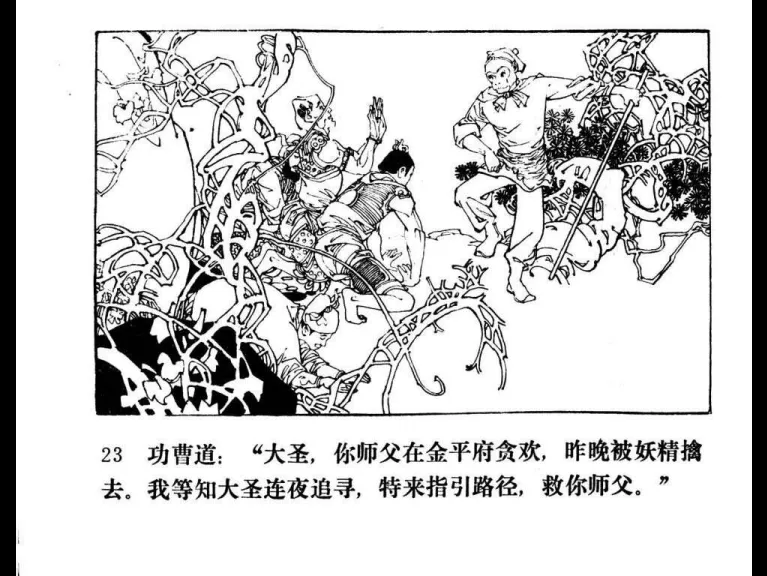 23 功曹道：“大圣，你师父在金平府贪欢，昨晚被妖精擒
去。我等知大圣连夜追寻，特来指引路径，救你师父。”